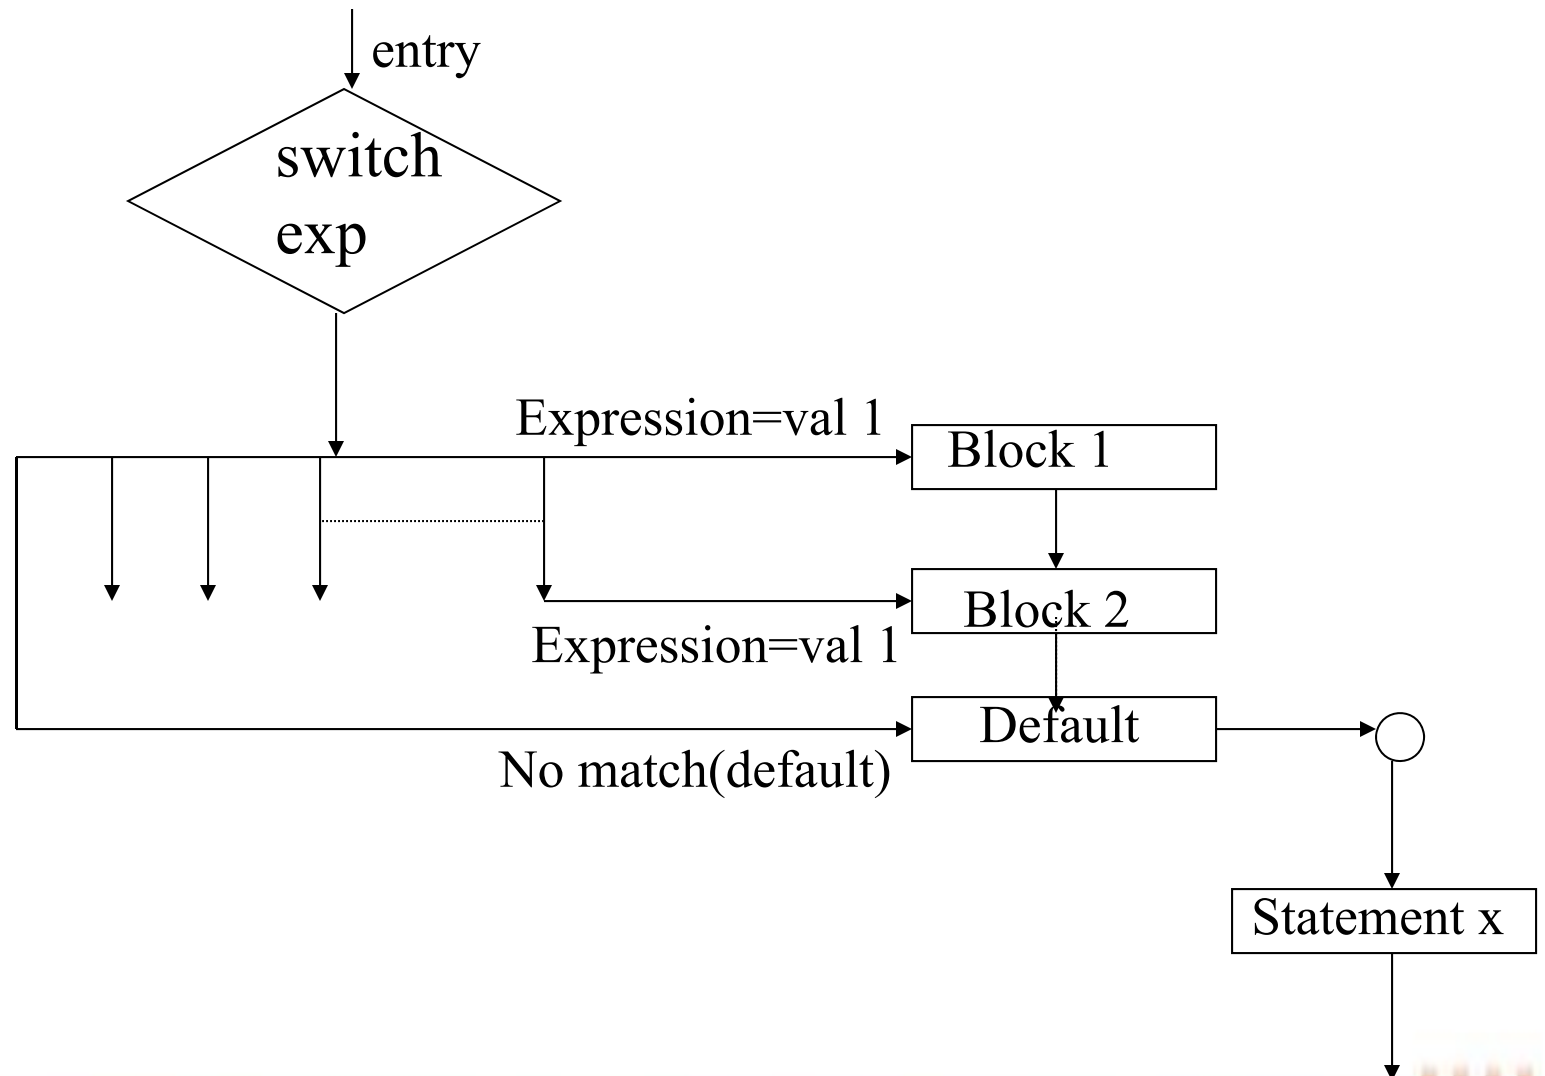 entry
switch
exp
Expression=val 1
Block 1
Block 2
Expression=val 1
Default
No match(default)
Statement x